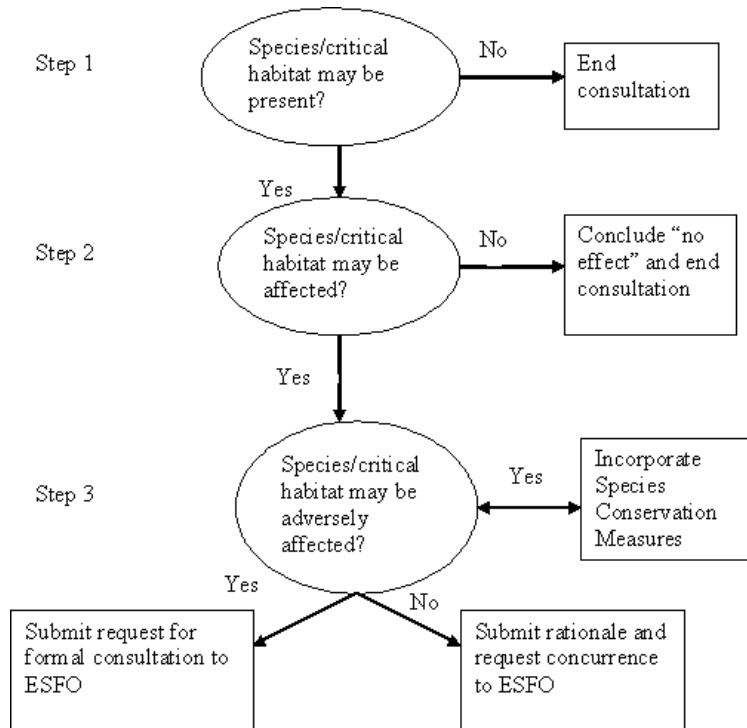 Step 1
Species/critical
habitat may be
present?
No
End
consultation
Yes
Step 2
Species/critical
habitat may be
affected?
No
Conclude “no
effect” and end
consultation
Yes
Step 3
Species/critical
habitat may be
adversely
affected?
Yes
Incorporate
Species
Conservation
Measures
Yes
No
Submit request for
formal consultation to
ESFO
Submit rationale and
request concurrence
to ESFO